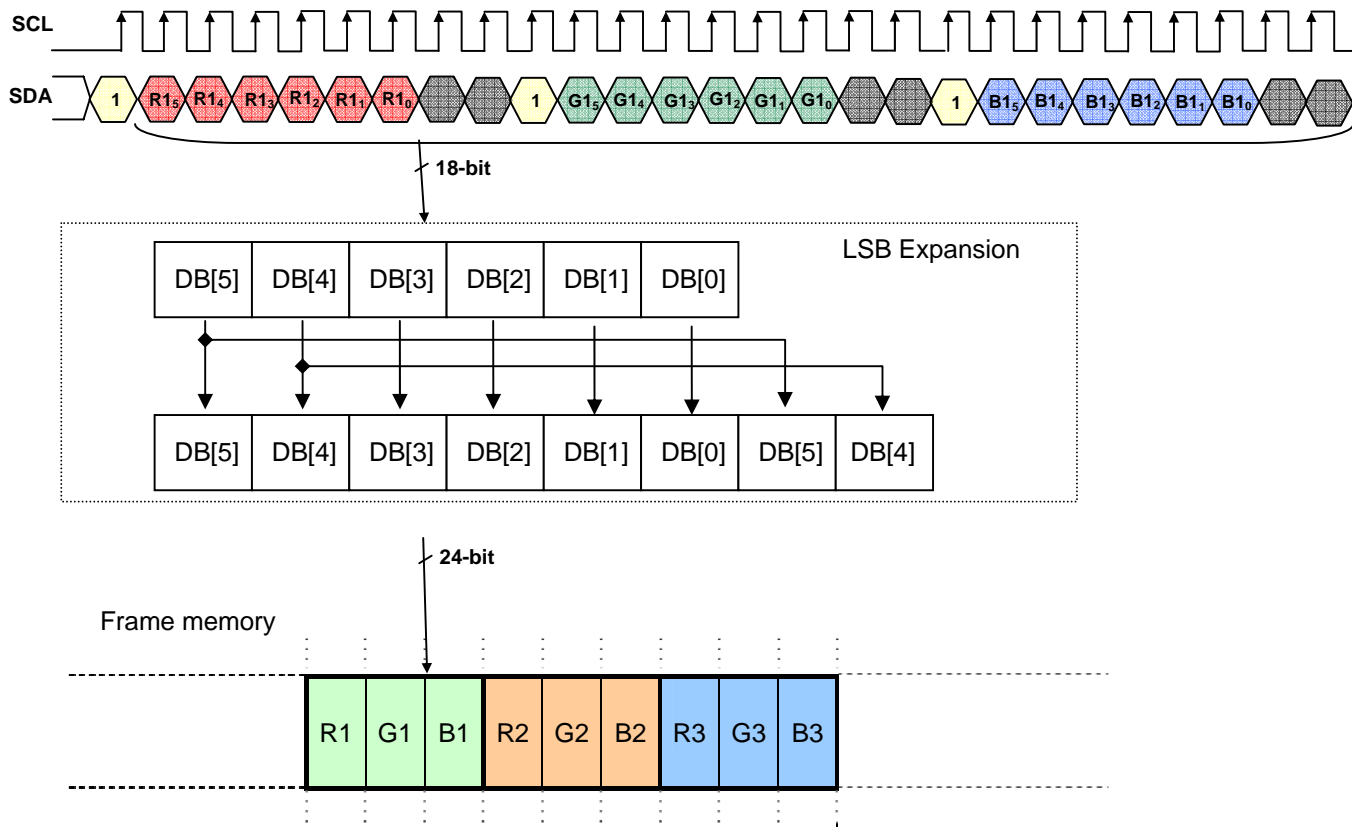 SCL
SDA 1 R1₅ R1₄ R1₃ R1₂ R1₁ R1₀ 1 G1₅ G1₄ G1₃ G1₂ G1₁ G1₀ 1 B1₅ B1₄ B1₃ B1₂ B1₁ B1₀
18-bit
LSB Expansion
DB[5] DB[4] DB[3] DB[2] DB[1] DB[0]
DB[5] DB[4] DB[3] DB[2] DB[1] DB[0] DB[5] DB[4]
24-bit
Frame memory
R1 G1 B1 R2 G2 B2 R3 G3 B3